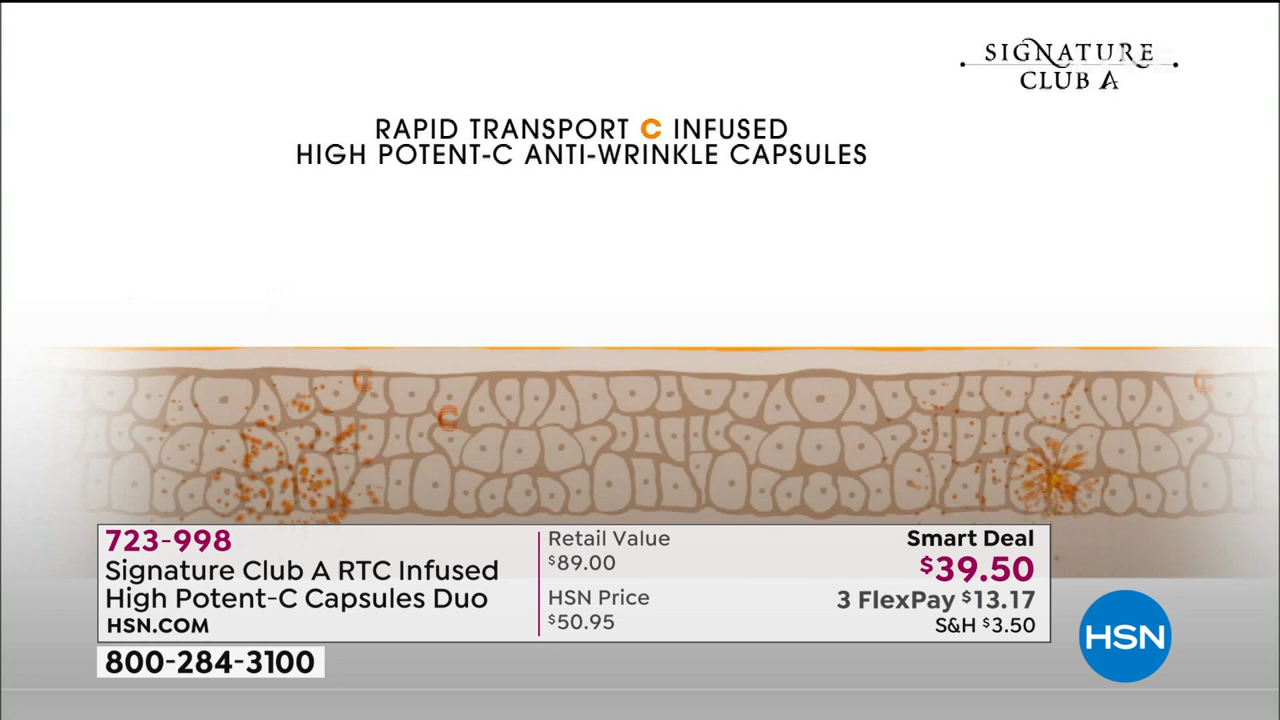 SIGNATURE
CLUB A
RAPID TRANSPORT C INFUSED
HIGH POTENT-C ANTI-WRINKLE CAPSULES
C
C
C
723-998
Signature Club A RTC Infused
High Potent-C Capsules Duo
HSN.COM
Retail Value
$89.00
HSN Price
$50.95
Smart Deal
$39.50
3 FlexPay $13.17
S&H $3.50
800-284-3100
HSN